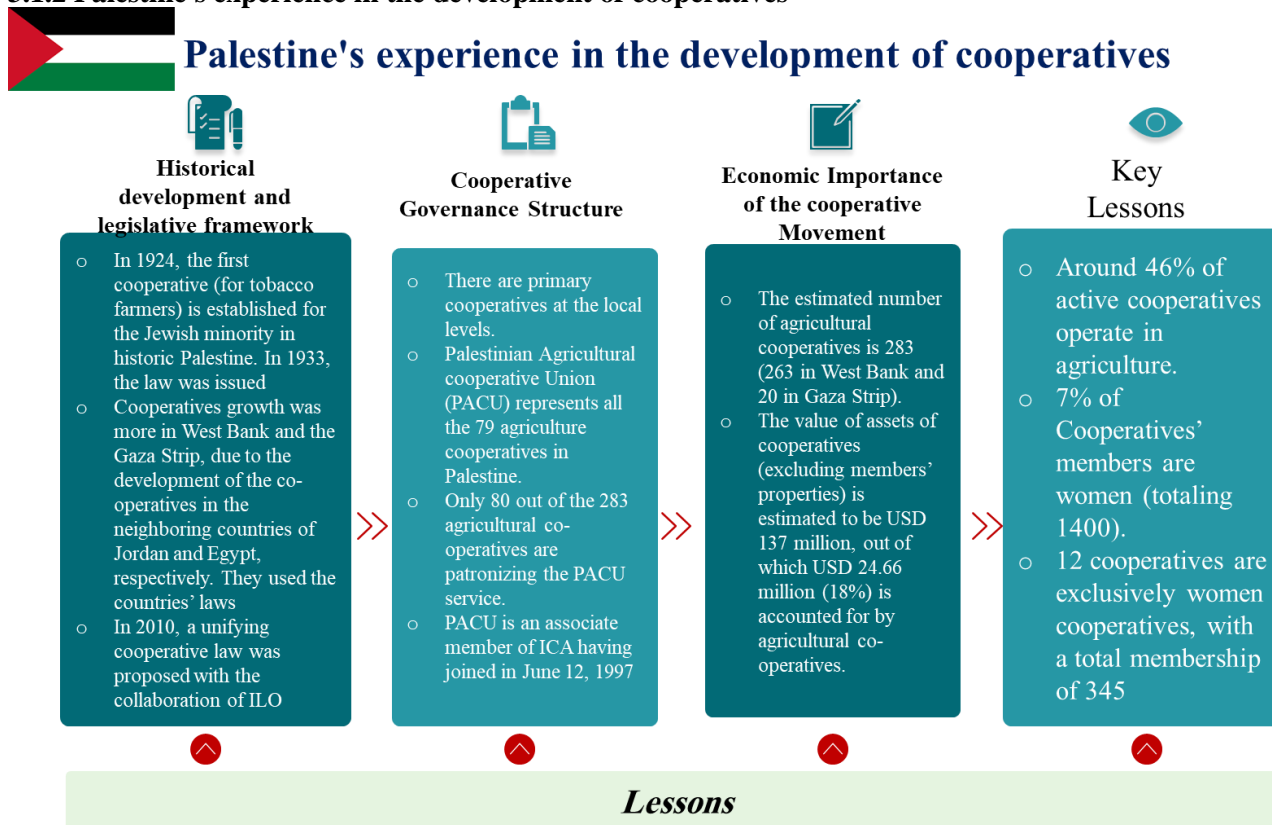 Palestine's experience in the development of cooperatives
Historical
development and
legislative framework
o In 1924, the first
cooperative (for tobacco
farmers) is established for
the Jewish minority in
historic Palestine. In 1933,
the law was issued
o Cooperatives growth was
more in West Bank and the
Gaza Strip, due to the
development of the co-
operatives in the
neighboring countries of
Jordan and Egypt,
respectively. They used the
countries' laws
o In 2010, a unifying
cooperative law was
proposed with the
collaboration of ILO
Cooperative
Governance Structure
o There are primary
cooperatives at the local
levels.
o Palestinian Agricultural
cooperative Union
(PACU) represents all
the 79 agriculture
cooperatives in
Palestine.
o Only 80 out of the 283
agricultural co-
operatives are
patronizing the PACU
service.
o PACU is an associate
member of ICA having
joined in June 12, 1997
Economic Importance
of the cooperative
Movement
o The estimated number
of agricultural
cooperatives is 283
(263 in West Bank and
20 in Gaza Strip).
o The value of assets of
cooperatives
(excluding members'
properties) is
estimated to be USD
137 million, out of
which USD 24.66
million (18%) is
accounted for by
agricultural co-
operatives.
Key
Lessons
o Around 46% of
active cooperatives
operate in
agriculture.
o 7% of
Cooperatives'
members are
women (totaling
1400).
o 12 cooperatives are
exclusively women
cooperatives, with
a total membership
of 345
Lessons